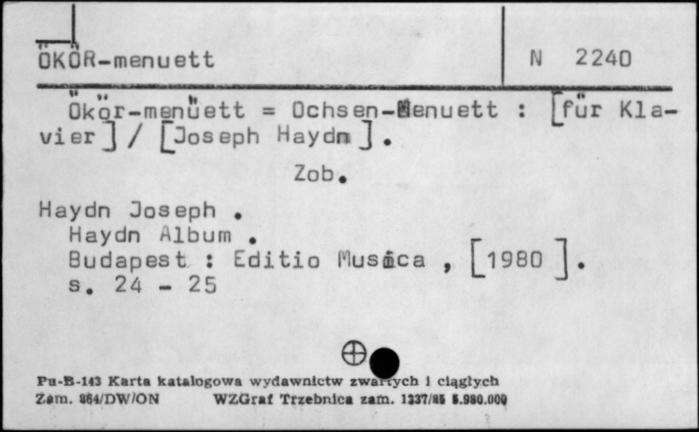 ÖKÖR-menuett N 2240
Ökör-menüett = Ochsen-Menuett : [für Kla-
vier] / [Joseph Haydn].
Zob.
Haydn Joseph.
Haydn Album.
Budapest : Editio Musica, [1980].
s. 24 - 25
Pu-B-143 Karta katalogowa wydawnictw zwartych i ciągłych
Zam. 864/DW/ON WZGraf Trzebnica zam. 1337/85 5.980.000